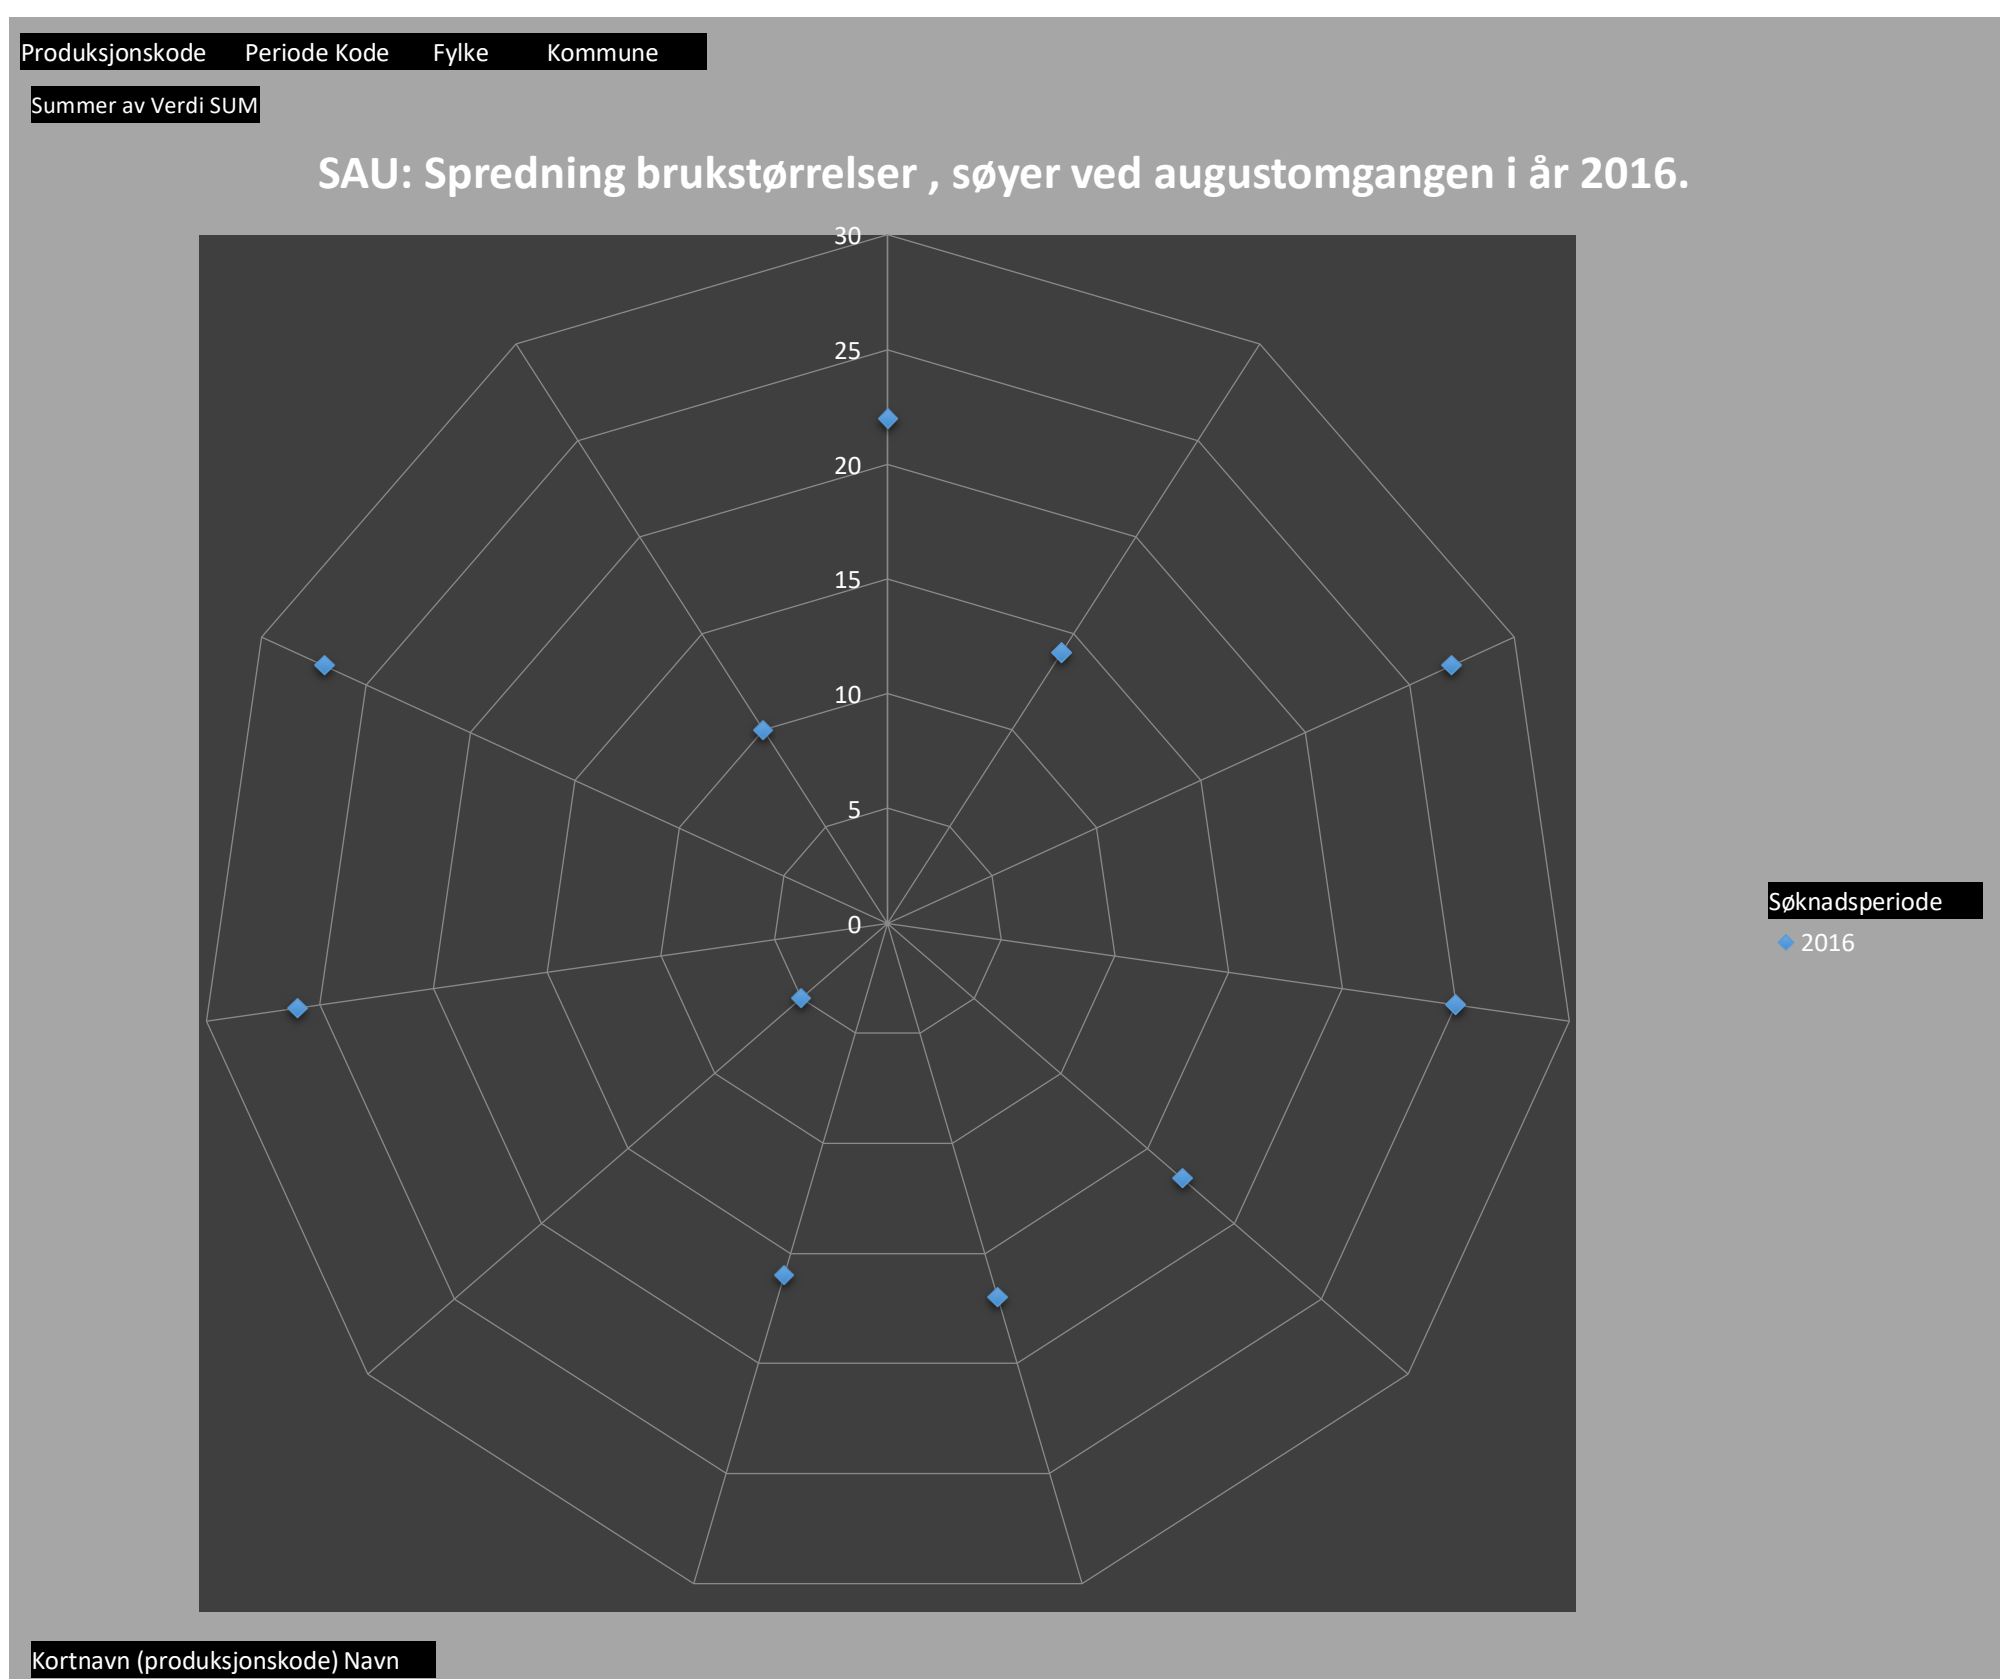 Produksjonskode Periode Kode Fylke Kommune
Summer av Verdi SUM
SAU: Spredning brukstørrelser , søyer ved augustomgangen i år 2016.
30
25
20
15
10
5
0
Søknadsperiode
2016
Kortnavn (produksjonskode) Navn